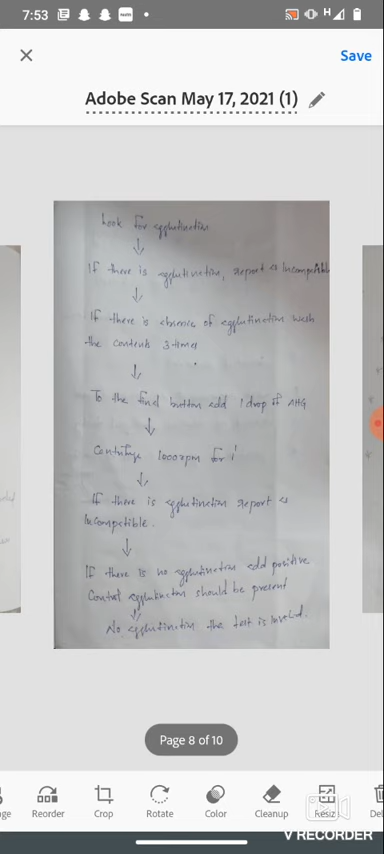 7:53
H
Save
Adobe Scan May 17, 2021 (1)
Look for agglutination
If there is agglutination, report as Incompatible
If there is absence of agglutination wash
the contents 3-times
To the final button add 1 drop of AHG
Centrifuge 1000 rpm for 1'
If there is agglutination report as
Incompatible.
If there is no agglutination add positive
Control agglutination should be present
No agglutination the test is Invalid.
Page 8 of 10
Reorder
Crop
Rotate
Color
Cleanup
Resize
V RECORDER